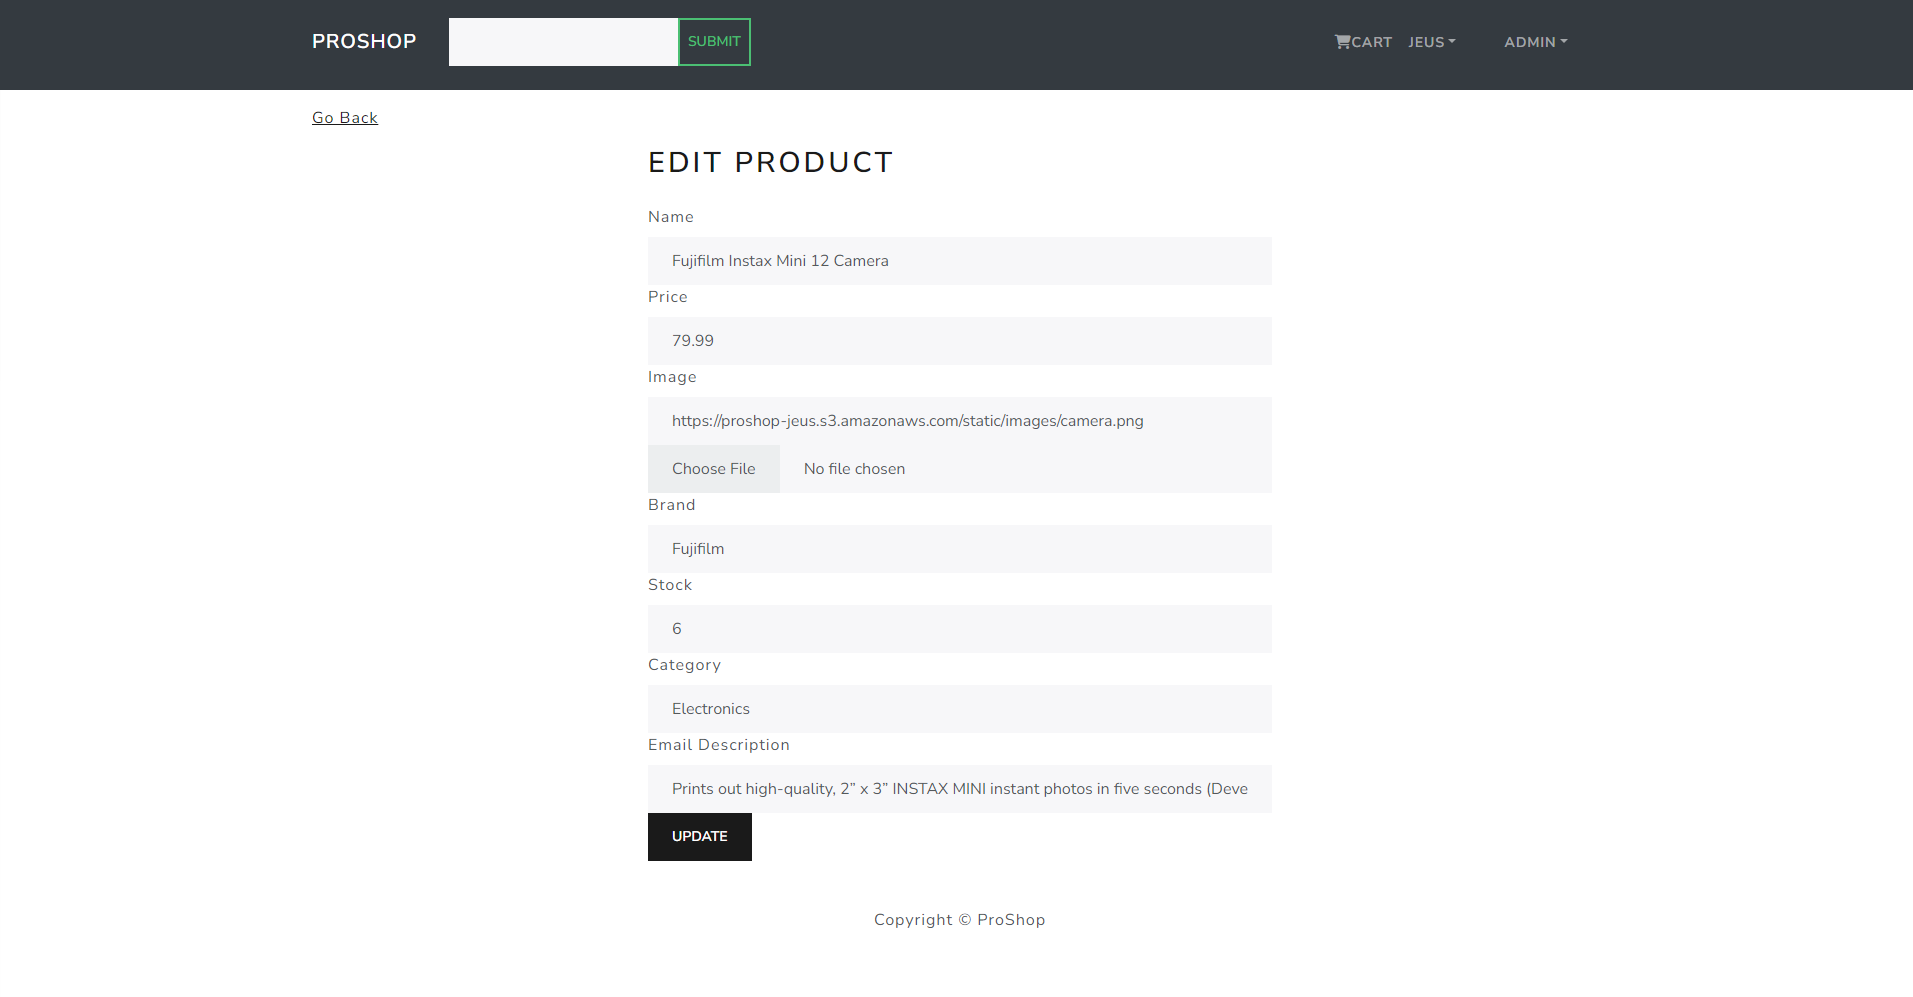 PROSHOP
SUBMIT
CART JEUS ADMIN
Go Back
EDIT PRODUCT
Name
Fujifilm Instax Mini 12 Camera
Price
79.99
Image
https://proshop-jeus.s3.amazonaws.com/static/images/camera.png
Choose File No file chosen
Brand
Fujifilm
Stock
6
Category
Electronics
Email Description
Prints out high-quality, 2” x 3” INSTAX MINI instant photos in five seconds (Deve
UPDATE
Copyright © ProShop